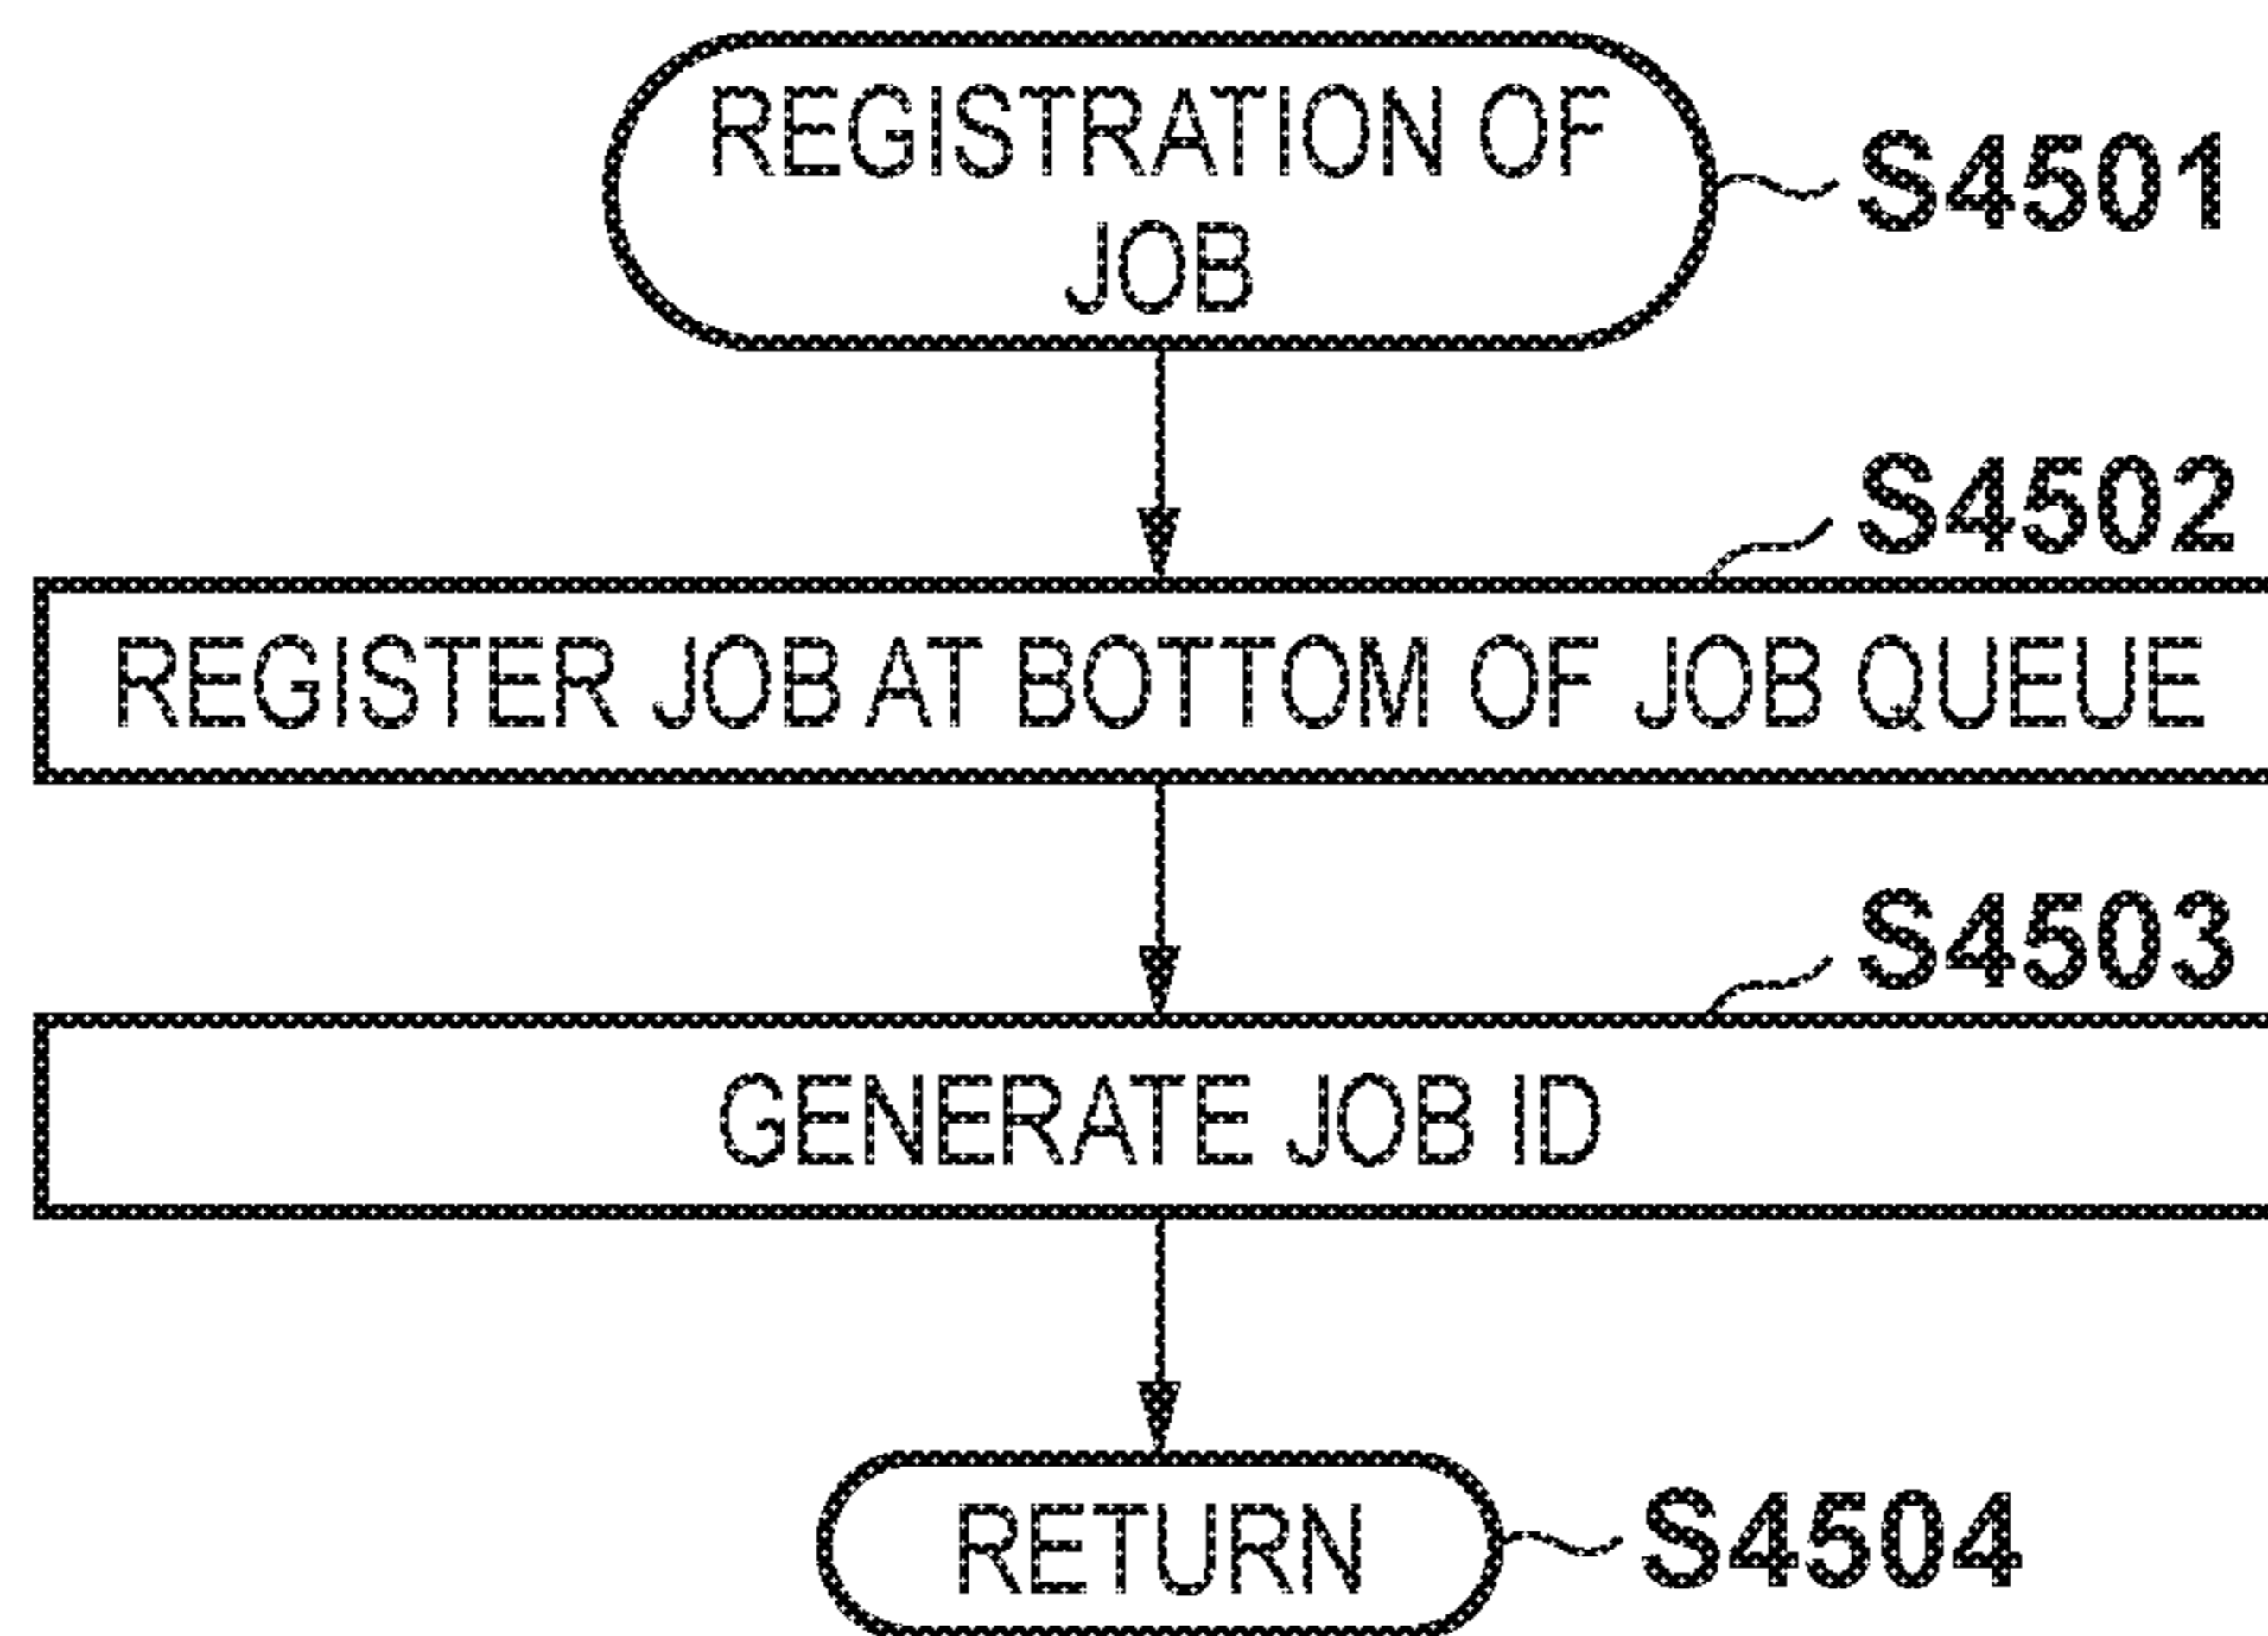 REGISTRATION OF
JOB
S4501
S4502
REGISTER JOB AT BOTTOM OF JOB QUEUE
S4503
GENERATE JOB ID
RETURN
S4504